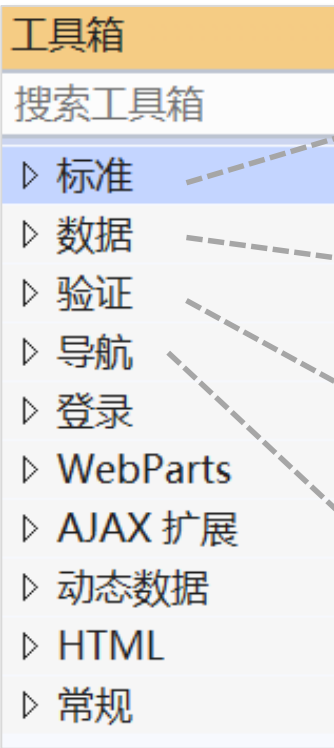 工具箱
搜索工具箱
标准
数据
验证
导航
登录
WebParts
AJAX 扩展
动态数据
HTML
常规